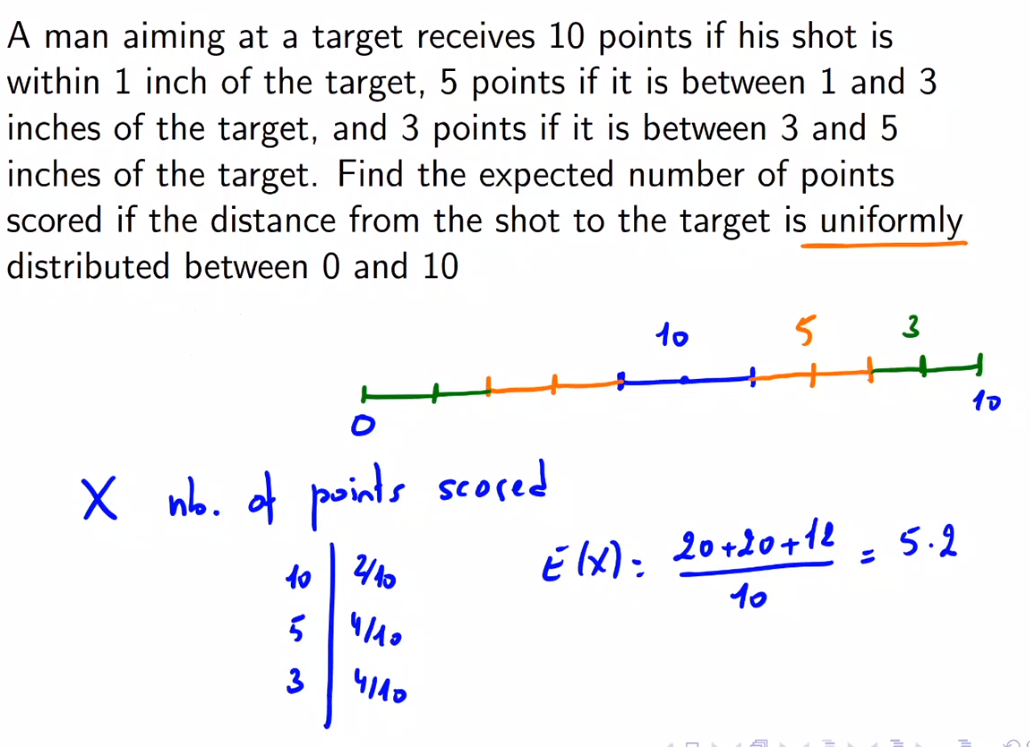 A man aiming at a target receives 10 points if his shot is
within 1 inch of the target, 5 points if it is between 1 and 3
inches of the target, and 3 points if it is between 3 and 5
inches of the target. Find the expected number of points
scored if the distance from the shot to the target is uniformly
distributed between 0 and 10
10 5 3
0 10
X nb. of points scored
10 | 2/10
5 | 4/10
3 | 4/10
E(X) = (20+20+12)/10 = 5.2